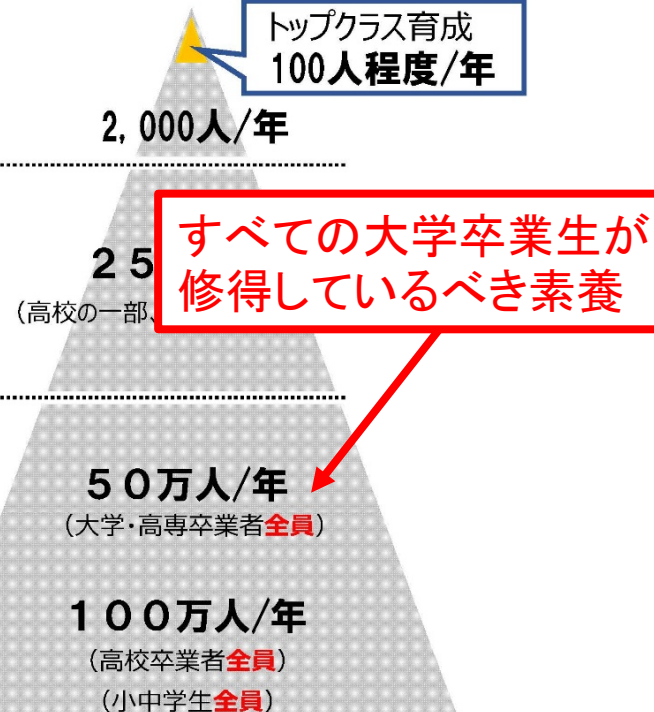 トップクラス育成
100人程度/年
2,000人/年
すべての大学卒業生が
修得しているべき素養
25
(高校の一部、
50万人/年
(大学・高専卒業者全員)
100万人/年
(高校卒業者全員)
(小中学生全員)